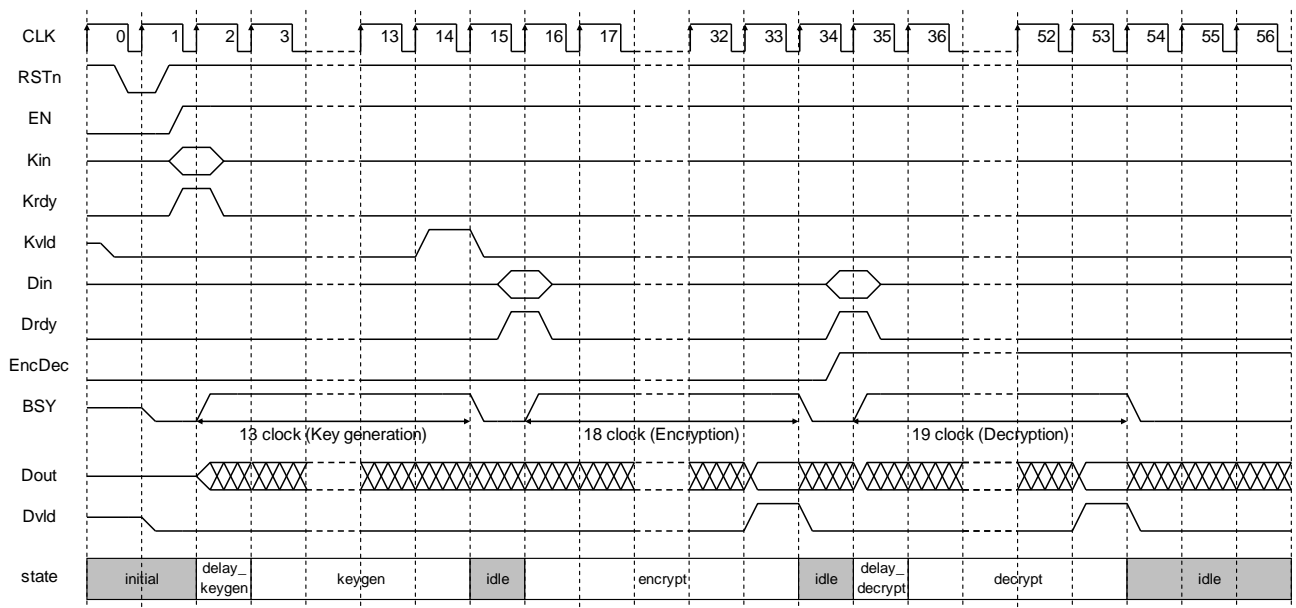 CLK 0 1 2 3 13 14 15 16 17 32 33 34 35 36 52 53 54 55 56
RSTn
EN
Kin
Krdy
Kvld
Din
Drdy
EncDec
BSY
13 clock (Key generation) 18 clock (Encryption) 19 clock (Decryption)
Dout
Dvld
state initial delay_ keygen keygen idle encrypt idle delay_ decrypt decrypt idle